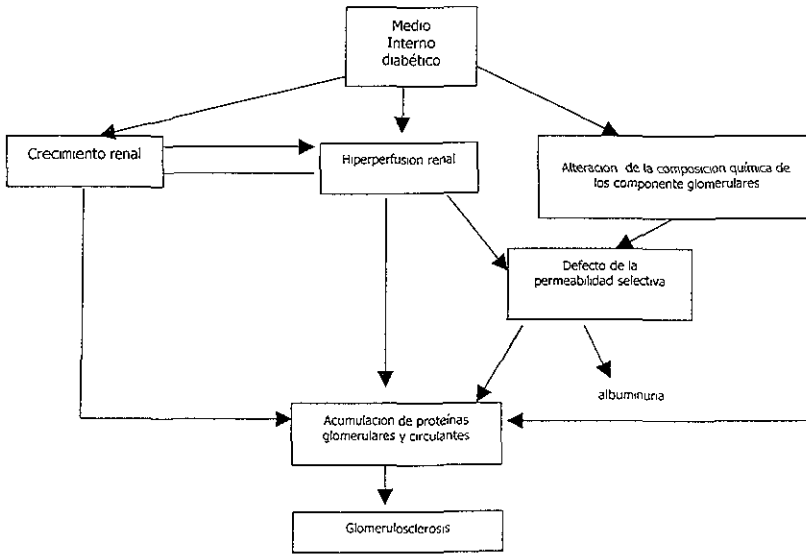 Medio
Interno
diabético
Crecimiento renal
Hiperperfusion renal
Alteracion de la composicion química de
los componente glomerulares
Defecto de la
permeabilidad selectiva
albuminuria
Acumulacion de proteínas
glomerulares y circulantes
Glomerulosclerosis